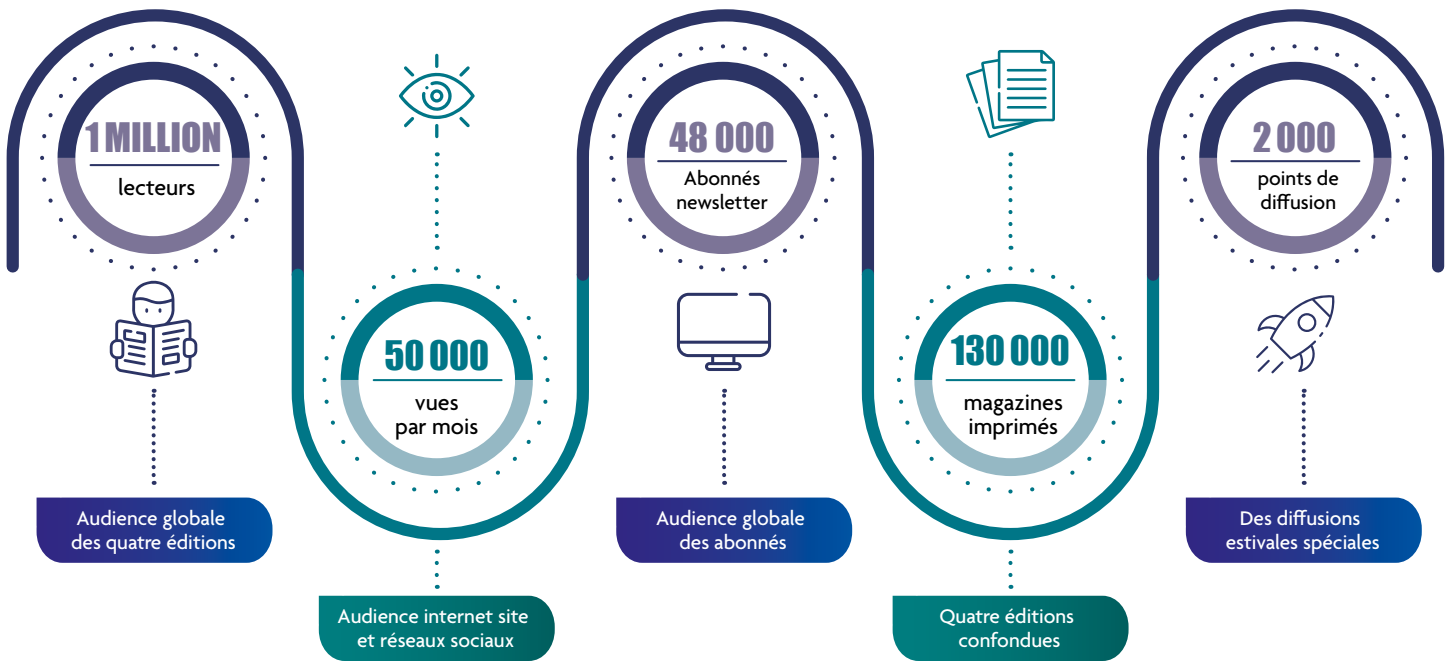 1 MILLION
lecteurs
Audience globale
des quatre éditions
50 000
vues
par mois
Audience internet site
et réseaux sociaux
48 000
Abonnés
newsletter
Audience globale
des abonnés
130 000
magazines
imprimés
Quatre éditions
confondues
2 000
points de
diffusion
Des diffusions
estivales spéciales